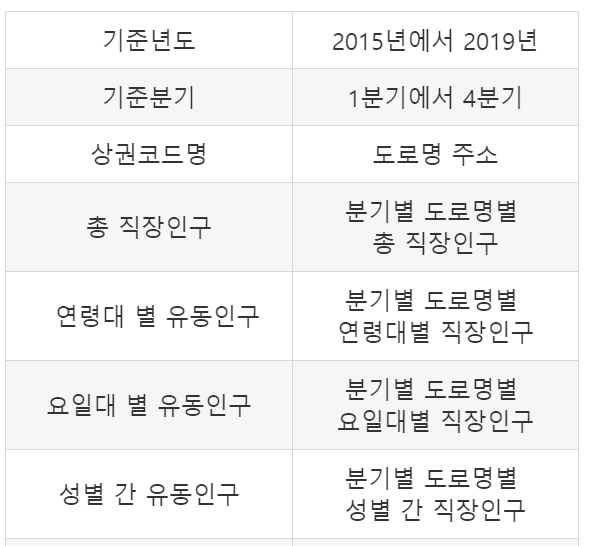 기준년도 2015년에서 2019년
기준분기 1분기에서 4분기
상권코드명 도로명 주소
총 직장인구 분기별 도로명별
총 직장인구
연령대 별 유동인구 분기별 도로명별
연령대별 직장인구
요일대 별 유동인구 분기별 도로명별
요일대별 직장인구
성별 간 유동인구 분기별 도로명별
성별 간 직장인구